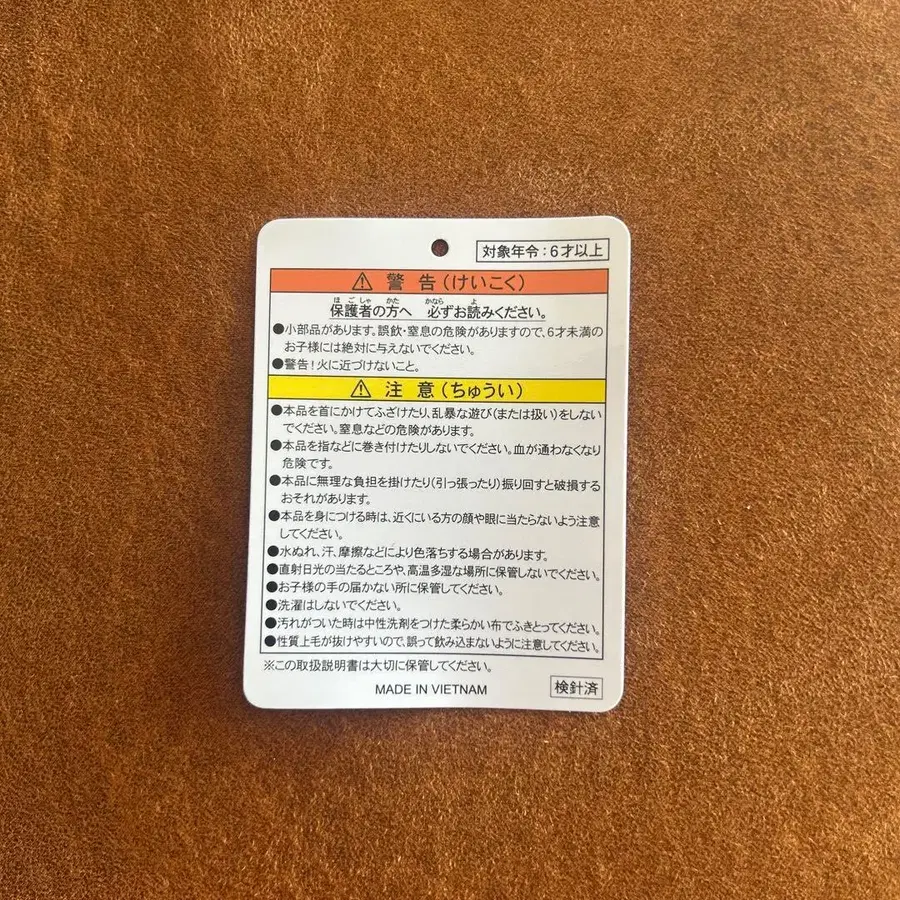 対象年令:6才以上
⚠ 警 告(けいこく)
保護者の方へ 必ずお読みください。
●小部品があります。誤飲・窒息の危険がありますので、6才未満の
お子様には絶対に与えないでください。
●警告!火に近づけないこと。
⚠ 注 意(ちゅうい)
●本品を首にかけてふざけたり、乱暴な遊び(または扱い)をしない
でください。窒息などの危険があります。
●本品を指などに巻き付けたりしないでください。血が通わなくなり
危険です。
●本品に無理な負担を掛けたり(引っ張ったり)振り回すと破損する
おそれがあります。
●本品を身につける時は、近くにいる方の顔や眼に当たらないよう注意
してください。
●水ぬれ、汗、摩擦などにより色落ちする場合があります。
●直射日光の当たるところや、高温多湿な場所に保管しないでください。
●お子様の手の届かない所に保管してください。
●洗濯はしないでください。
●汚れがついた時は中性洗剤をつけた柔らかい布でふきとってください。
●性質上毛が抜けやすいので、誤って飲み込まないように注意してください。
※この取扱説明書は大切に保管してください。
MADE IN VIETNAM
検針済